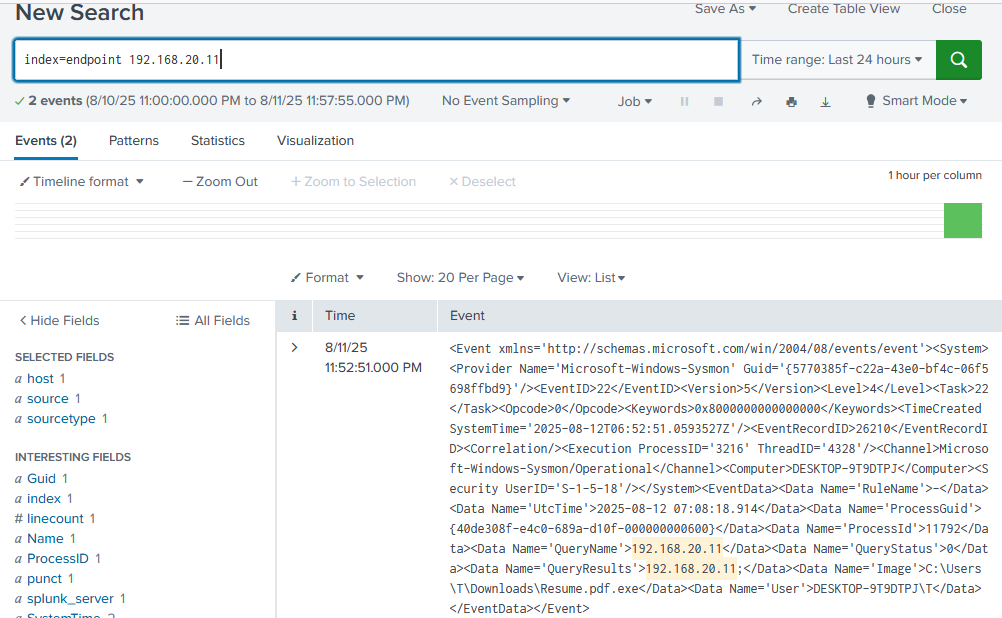 New Search
Save As
Create Table View
Close
index=endpoint 192.168.20.11
Time range: Last 24 hours
2 events (8/10/25 11:00:00.000 PM to 8/11/25 11:57:55.000 PM)
No Event Sampling
Job
Smart Mode
Events (2)
Patterns
Statistics
Visualization
Timeline format
— Zoom Out
+ Zoom to Selection
× Deselect
1 hour per column
Format
Show: 20 Per Page
View: List
< Hide Fields
All Fields
i
Time
Event
SELECTED FIELDS
a host 1
a source 1
a sourcetype 1
INTERESTING FIELDS
a Guid 1
a index 1
# linecount 1
a Name 1
a ProcessID 1
a punct 1
a splunk_server 1
a SystemTime 2
>
8/11/25
11:52:51.000 PM
<Event xmlns='http://schemas.microsoft.com/win/2004/08/events/event'><System>
<Provider Name='Microsoft-Windows-Sysmon' Guid='{5770385f-c22a-43e0-bf4c-06f5
698ffbd9}'/><EventID>22</EventID><Version>5</Version><Level>4</Level><Task>22
</Task><Opcode>0</Opcode><Keywords>0x8000000000000000</Keywords><TimeCreated
SystemTime='2025-08-12T06:52:51.0593527Z'/><EventRecordID>26210</EventRecordI
D><Correlation/><Execution ProcessID='3216' ThreadID='4328'/><Channel>Microso
ft-Windows-Sysmon/Operational</Channel><Computer>DESKTOP-9T9DTPJ</Computer><S
ecurity UserID='S-1-5-18'/></System><EventData><Data Name='RuleName'>-</Data>
<Data Name='UtcTime'>2025-08-12 07:08:18.914</Data><Data Name='ProcessGuid'>
{40de308f-e4c0-689a-d10f-000000000600}</Data><Data Name='ProcessId'>11792</Da
ta><Data Name='QueryName'>192.168.20.11</Data><Data Name='QueryStatus'>0</Dat
a><Data Name='QueryResults'>192.168.20.11;</Data><Data Name='Image'>C:\Users
\T\Downloads\Resume.pdf.exe</Data><Data Name='User'>DESKTOP-9T9DTPJ\T</Data>
</EventData></Event>